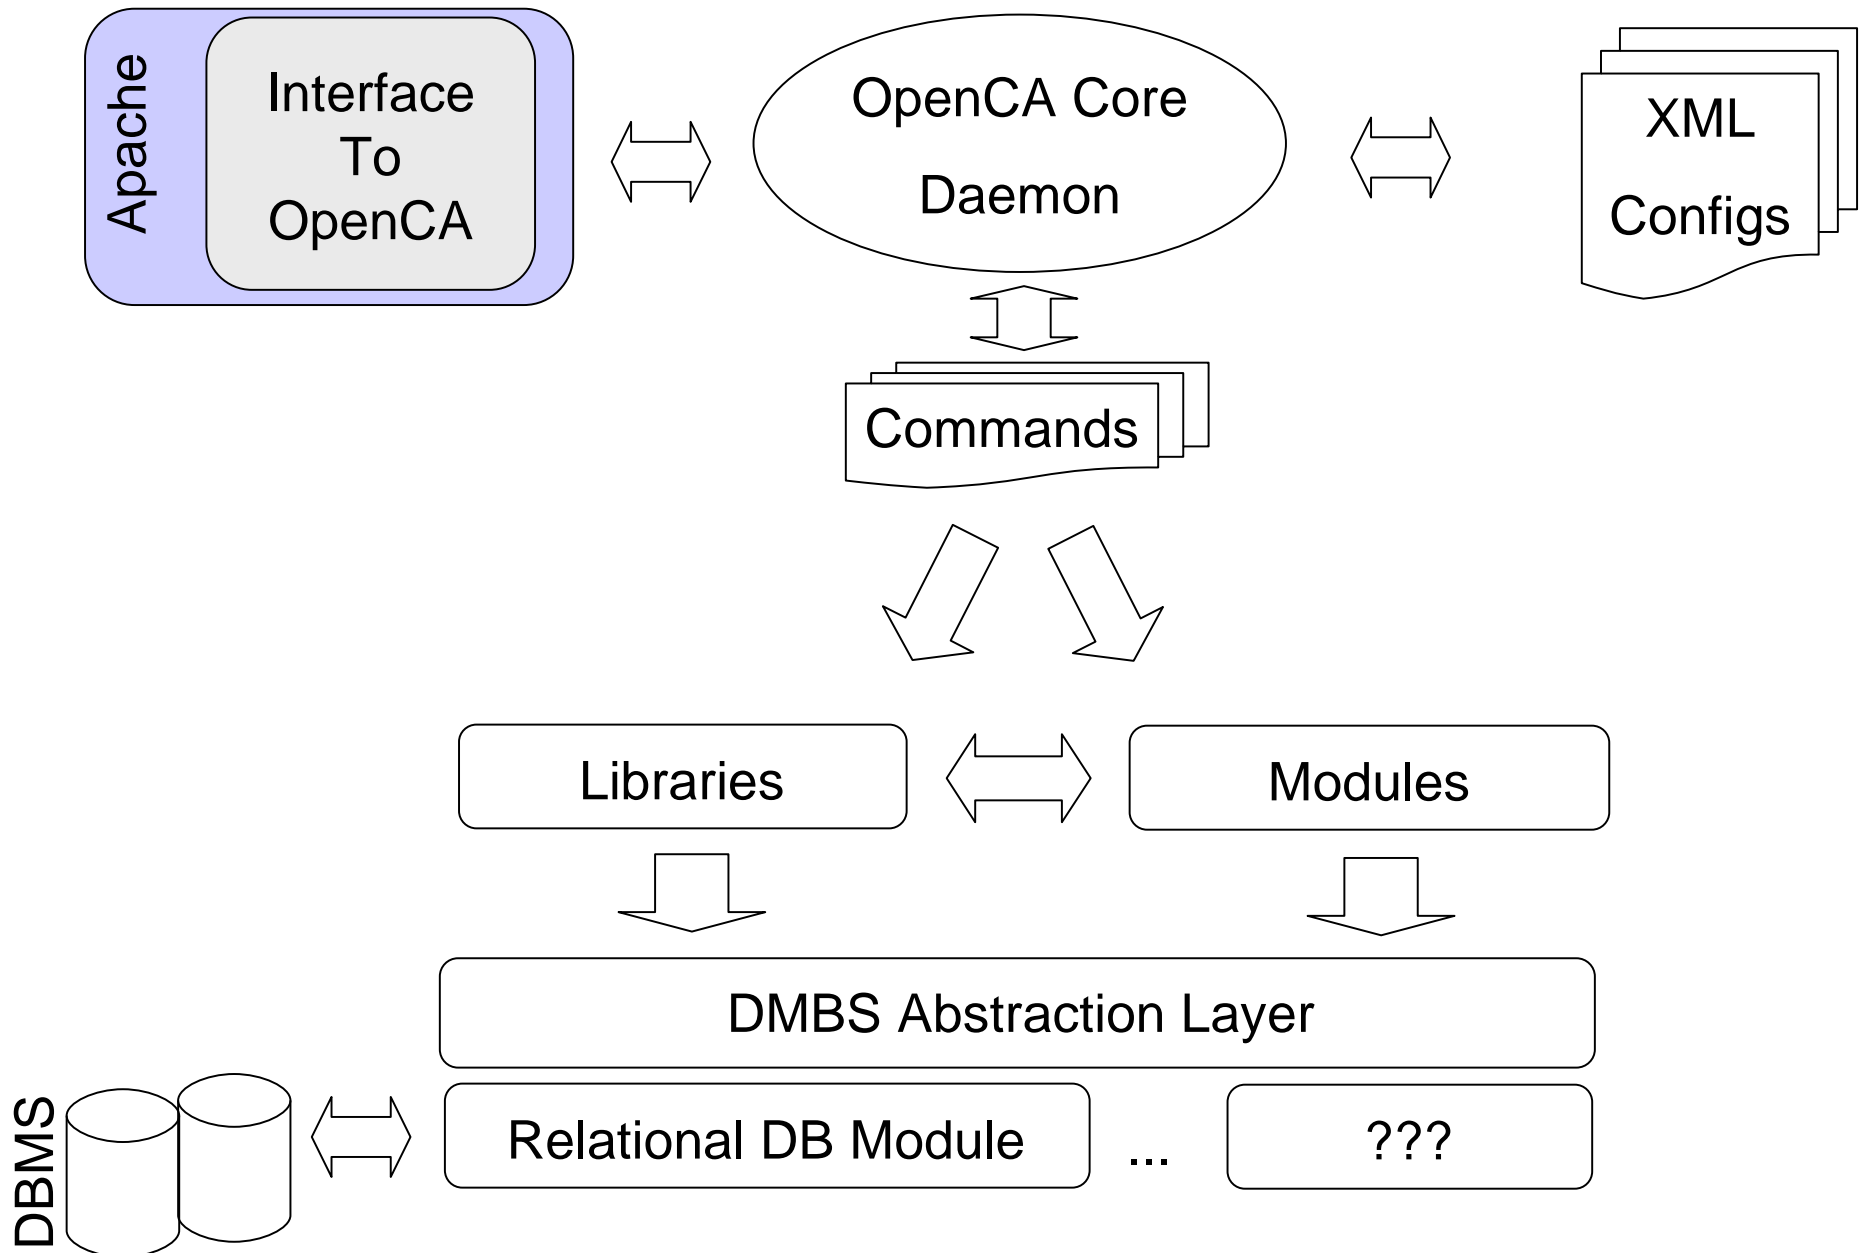 Apache
Interface
To
OpenCA
OpenCA Core
Daemon
XML
Configs
Commands
Libraries
Modules
DMBS Abstraction Layer
DBMS
Relational DB Module
...
???